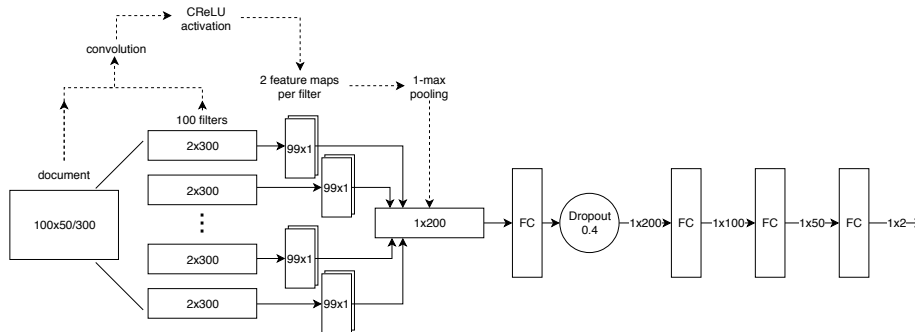 CReLU
activation
convolution
2 feature maps
per filter
1-max
pooling
100 filters
document
2x300
99x1
2x300
99x1
100x50/300
1x200
FC
Dropout
0.4
1x200
FC
1x100
FC
1x50
FC
1x2
2x300
99x1
2x300
99x1